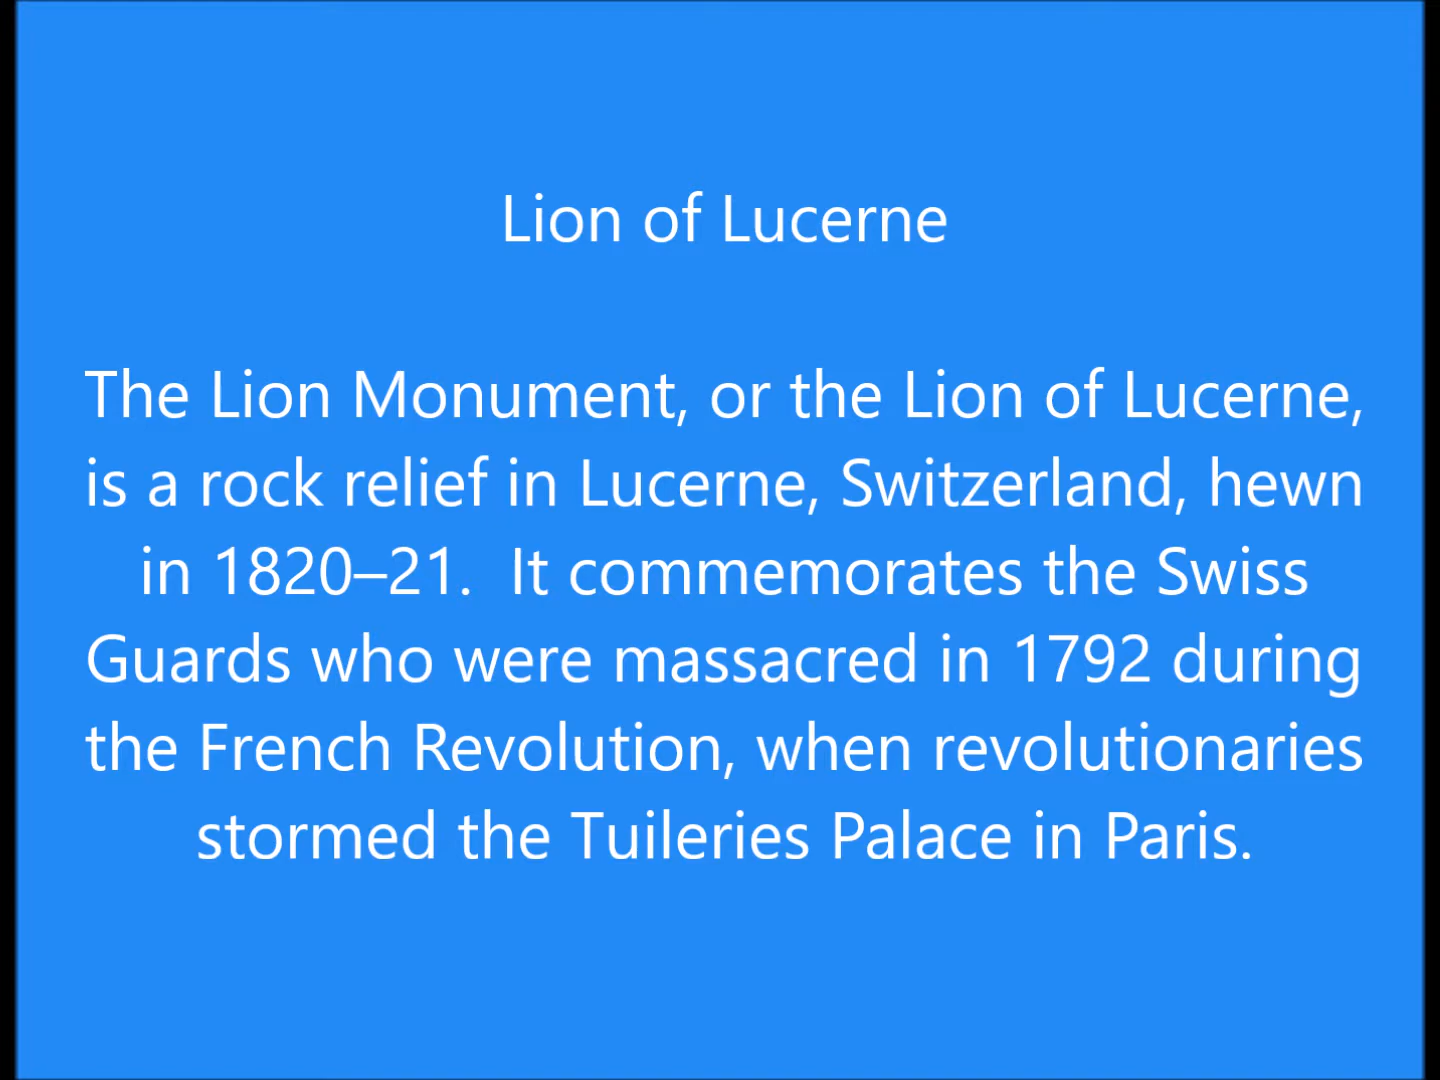 Lion of Lucerne
The Lion Monument, or the Lion of Lucerne,
is a rock relief in Lucerne, Switzerland, hewn
in 1820–21.  It commemorates the Swiss
Guards who were massacred in 1792 during
the French Revolution, when revolutionaries
stormed the Tuileries Palace in Paris.